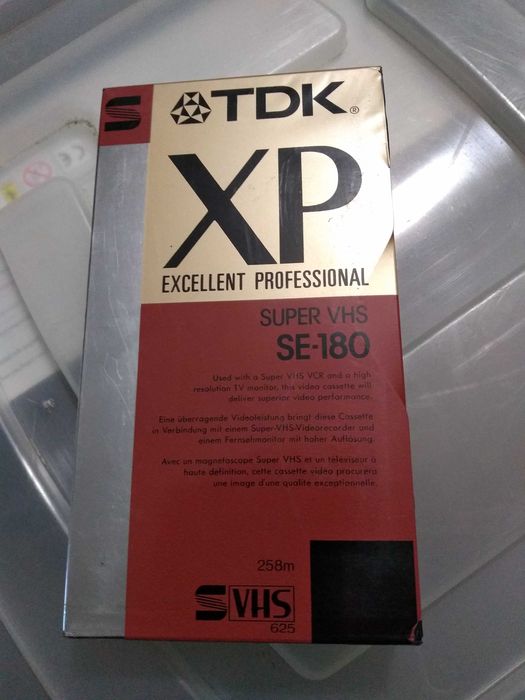 S TDK®
XP
EXCELLENT PROFESSIONAL
SUPER VHS
SE-180
Used with a Super VHS VCR and a high
resolution TV monitor, this video cassette will
deliver superior video performance.
Eine überragende Videoleistung bringt diese Cassette
in Verbindung mit einem Super-VHS-Videorecorder und
einem Fernsehmonitor mit hoher Auflösung.
Avec un magnetoscope Super VHS et un téléviseur à
haute définition, cette cassette video procurera
une image d'une qualité exceptionnelle.
258m
S VHS
625